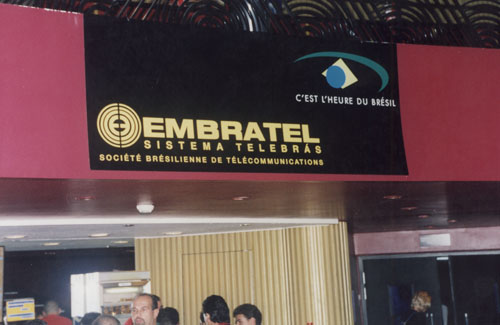 C'EST L'HEURE DU BRÉSIL
EMBRATEL
SISTEMA TELEBRÁS
SOCIÉTÉ BRÉSILIENNE DE TÉLÉCOMMUNICATIONS